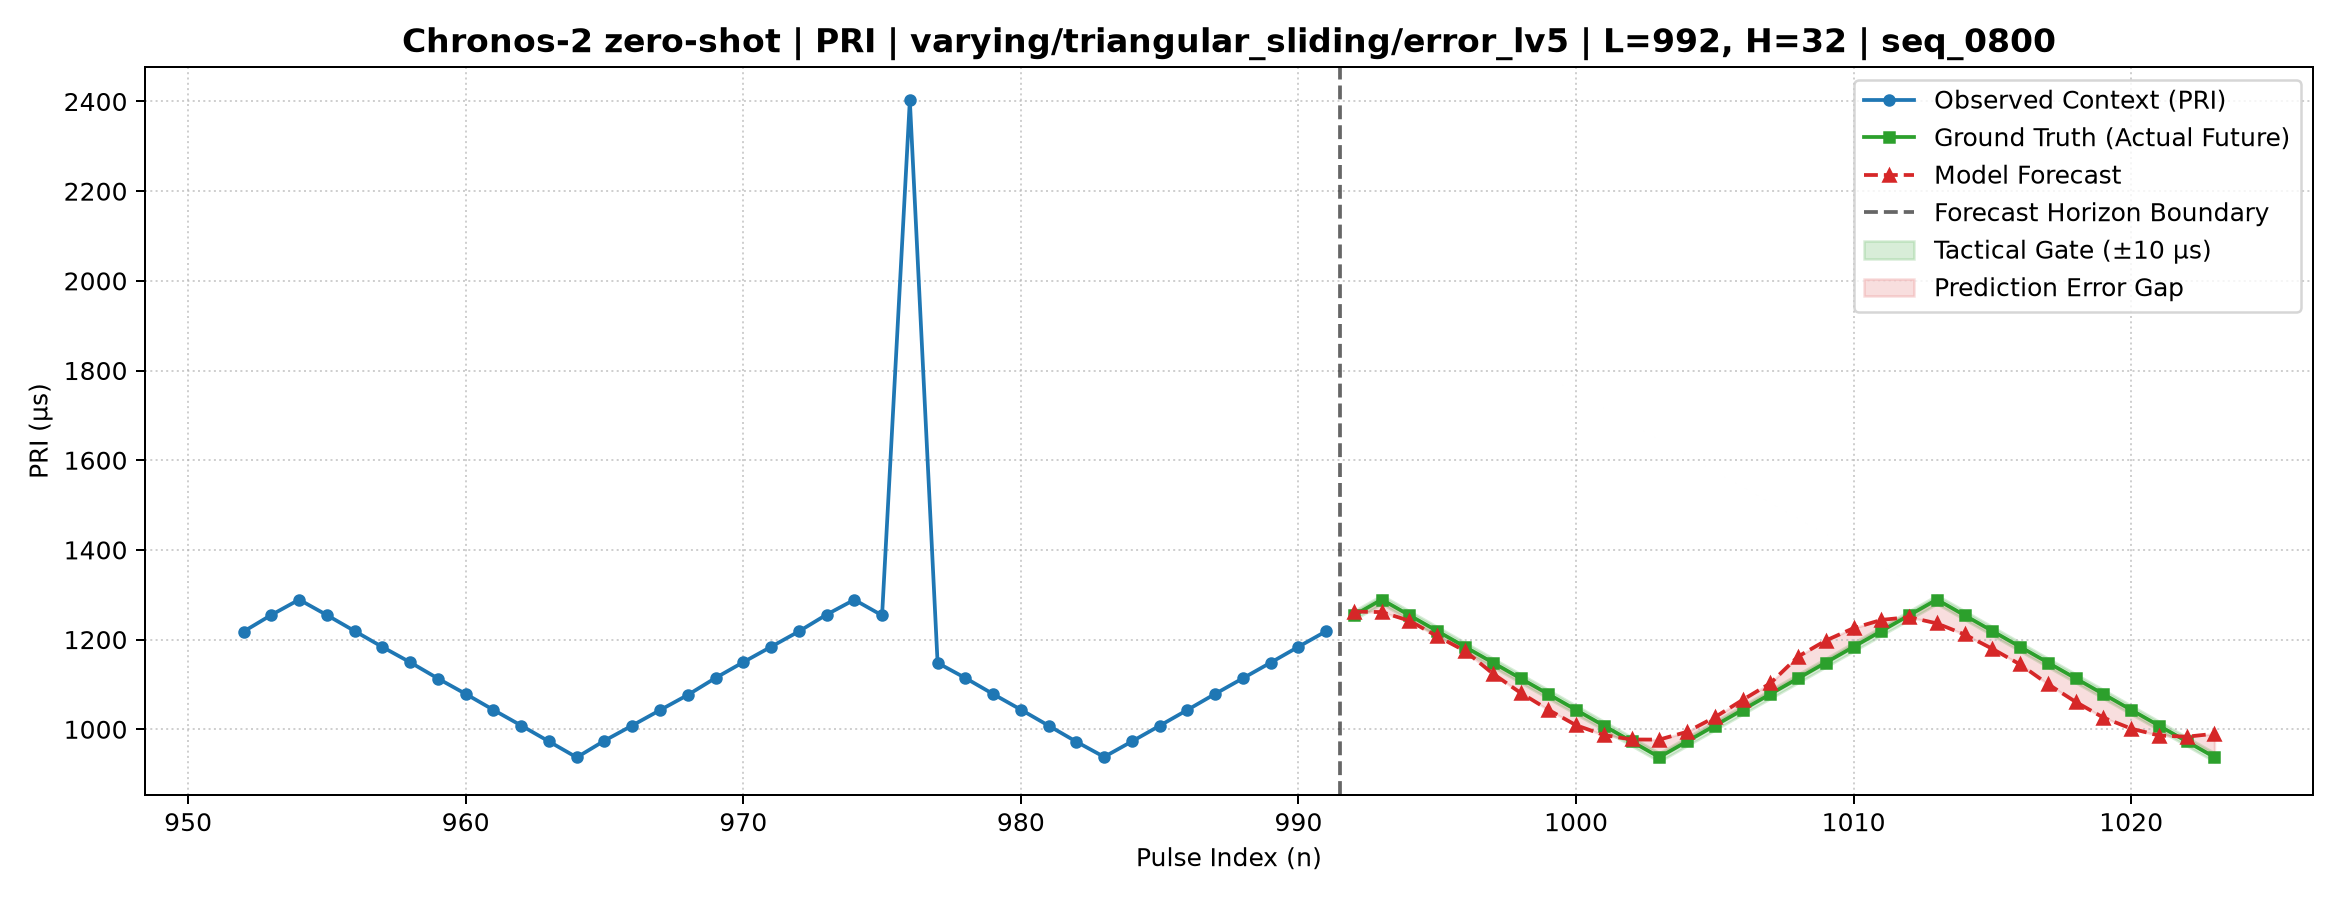 Chronos-2 zero-shot | PRI | varying/triangular_sliding/error_lv5 | L=992, H=32 | seq_0800
Observed Context (PRI)
Ground Truth (Actual Future)
Model Forecast
Forecast Horizon Boundary
Tactical Gate (±10 µs)
Prediction Error Gap
PRI (µs)
2400
2200
2000
1800
1600
1400
1200
1000
950 960 970 980 990 1000 1010 1020
Pulse Index (n)